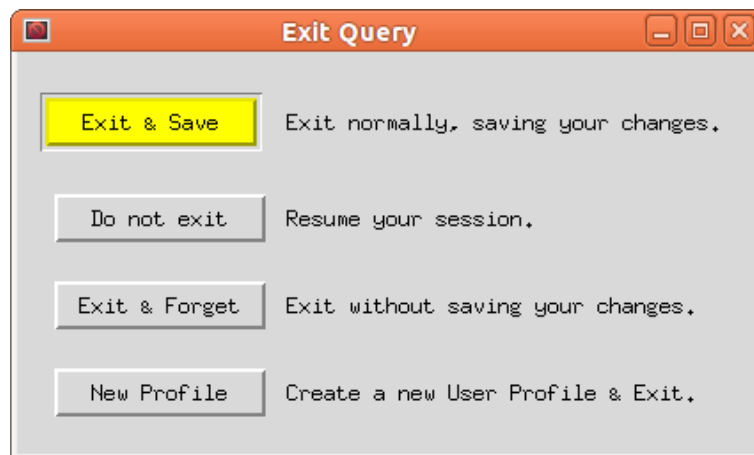 Exit Query
Exit & Save Exit normally, saving your changes.
Do not exit Resume your session.
Exit & Forget Exit without saving your changes.
New Profile Create a new User Profile & Exit.